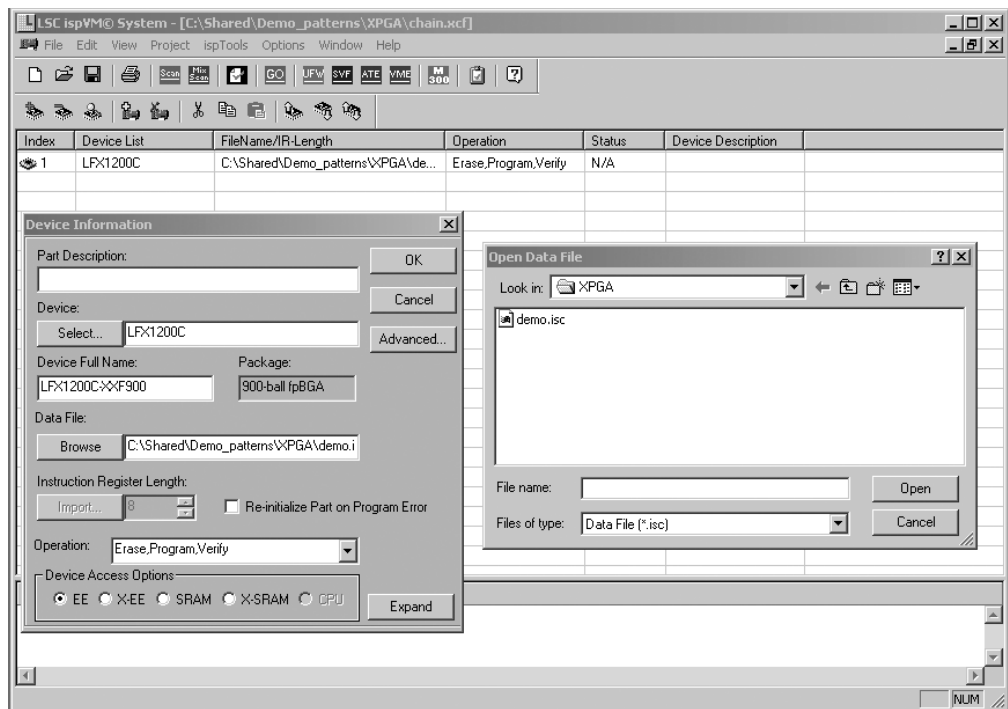 LSC ispVM© System - [C:\Shared\Demo_patterns\XPGA\chain.xcf]
File Edit View Project ispTools Options Window Help
Scan Mix Scan GO UFW SVF ATE VME M 300
Index Device List FileName/IR-Length Operation Status Device Description
1 LFX1200C C:\Shared\Demo_patterns\XPGA\de... Erase,Program,Verify N/A
Device Information
Part Description:
OK
Cancel
Device:
Select... LFX1200C
Advanced...
Device Full Name: Package:
LFX1200C-XXF900 900-ball fpBGA
Data File:
Browse C:\Shared\Demo_patterns\XPGA\demo.i
Instruction Register Length:
Import... 8 Re-initialize Part on Program Error
Operation: Erase,Program,Verify
Device Access Options
EE X-EE SRAM X-SRAM CPU
Expand
Open Data File
Look in: XPGA
demo.isc
File name: Open
Files of type: Data File (*.isc) Cancel
NUM